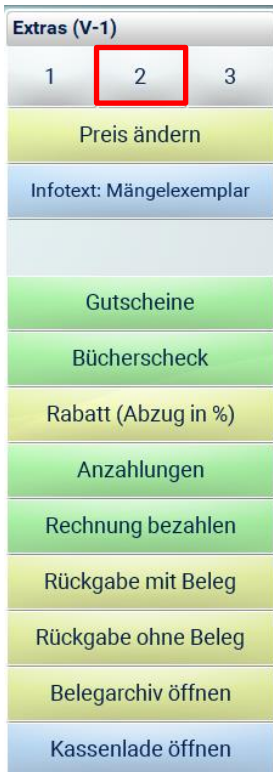 Extras (V-1)
1 2 3
Preis ändern
Infotext: Mängelexemplar
Gutscheine
Bücherscheck
Rabatt (Abzug in %)
Anzahlungen
Rechnung bezahlen
Rückgabe mit Beleg
Rückgabe ohne Beleg
Belegarchiv öffnen
Kassenlade öffnen